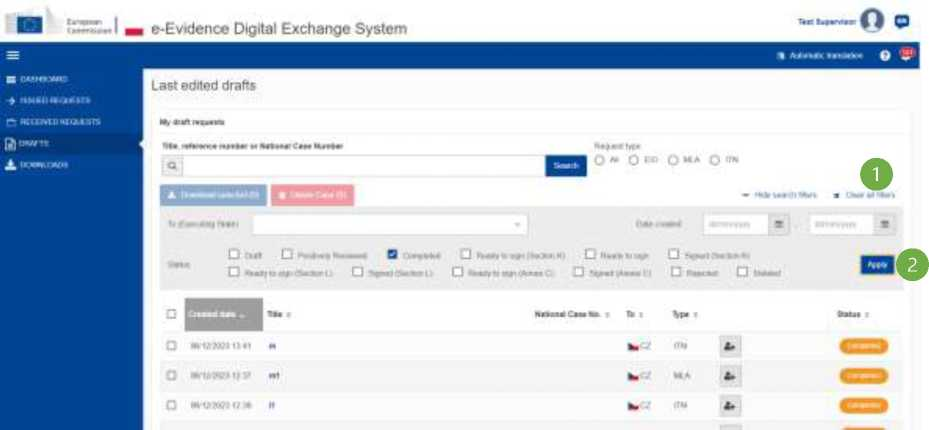 European Commission
e-Evidence Digital Exchange System
Test Supervisor
Automatic translation
DASHBOARD
ISSUED REQUESTS
RECEIVED REQUESTS
DRAFTS
DOWNLOADS
Last edited drafts
My draft requests
Title, reference number or National Case Number
Request type
Search
All EIO MLA ITN
1
Download selected (0) Delete Case (0)
Hide search filters Clear all filters
To (Executing State)
Date created dd/mm/yyyy - dd/mm/yyyy
Status
Draft Positively Reviewed Completed Ready to sign (Section K) Ready to sign Signed (Section K)
Ready to sign (Section L) Signed (Section L) Ready to sign (Annex C) Signed (Annex C) Rejected Deleted
Apply 2
Created date Title National Case No. To Type Status
06/12/2023 13:41 CZ ITN Completed
06/12/2023 12:37 CZ MLA Completed
06/12/2023 12:36 CZ ITN Completed